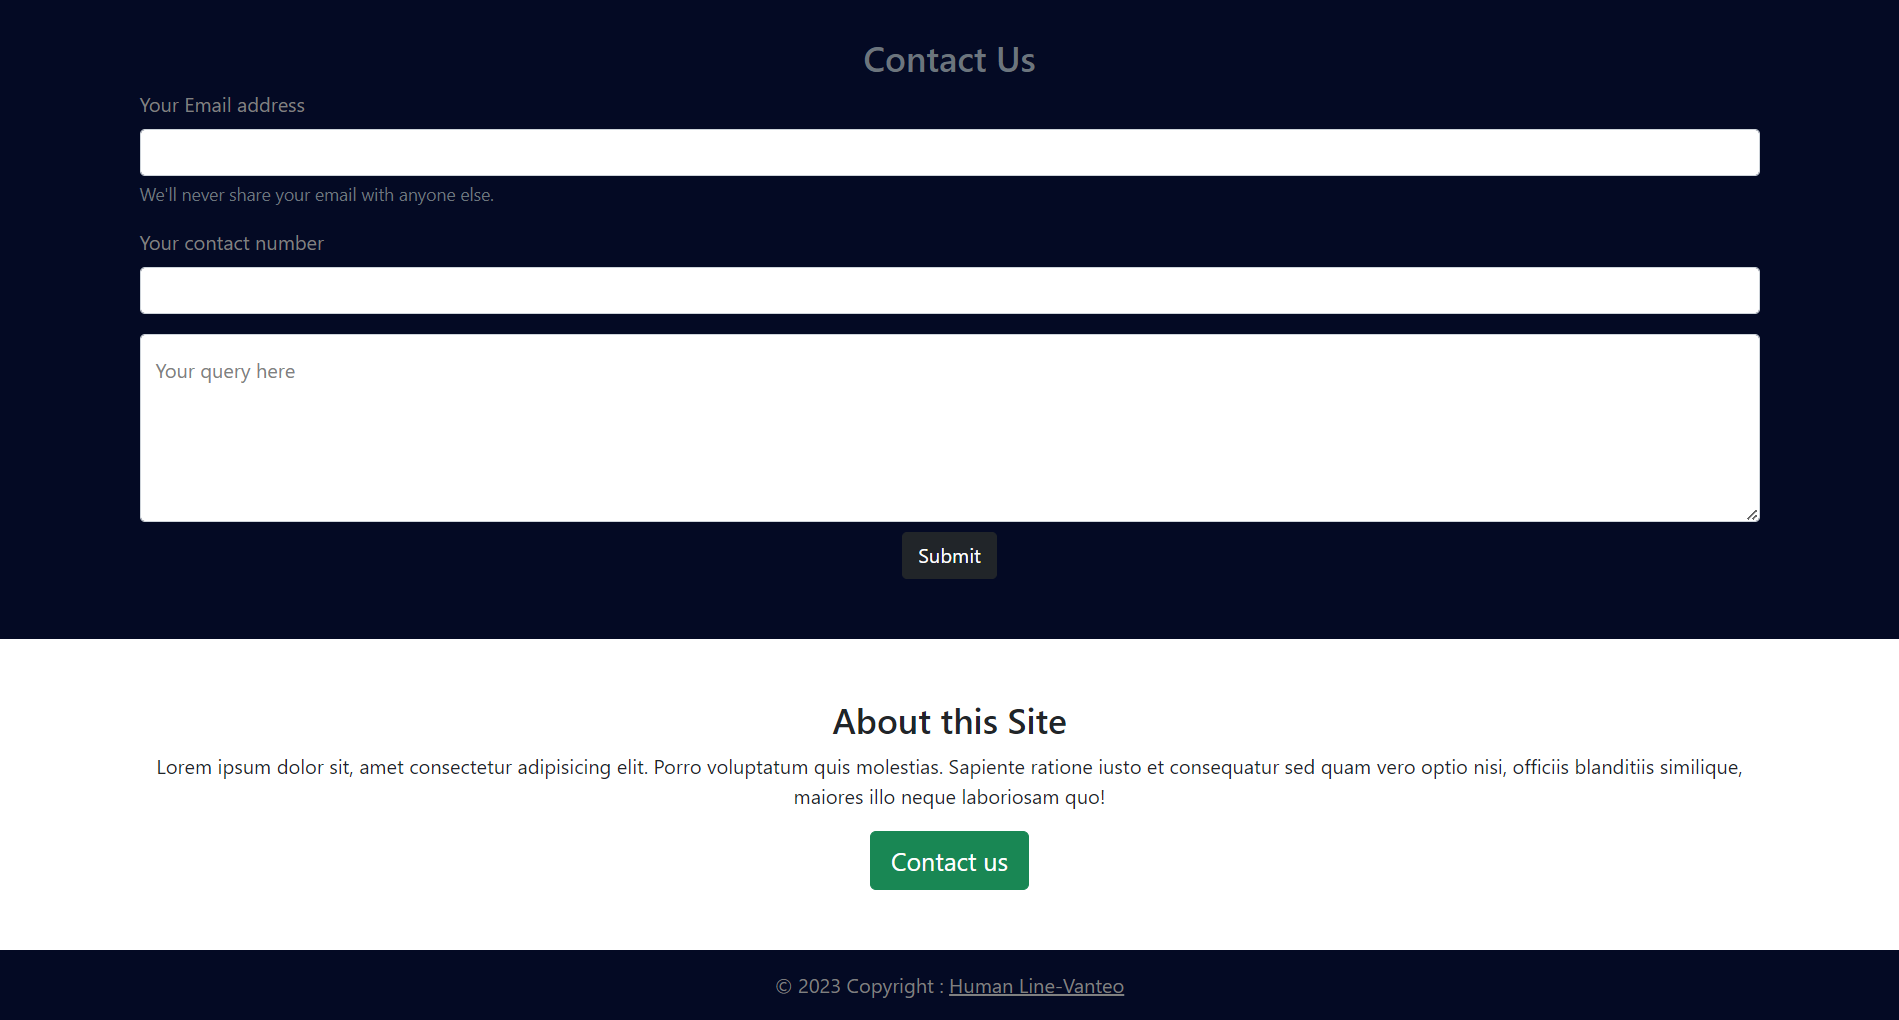 Contact Us
Your Email address
We'll never share your email with anyone else.
Your contact number
Your query here
Submit
About this Site
Lorem ipsum dolor sit, amet consectetur adipisicing elit. Porro voluptatum quis molestias. Sapiente ratione iusto et consequatur sed quam vero optio nisi, officiis blanditiis similique,
maiores illo neque laboriosam quo!
Contact us
© 2023 Copyright : Human Line-Vanteo